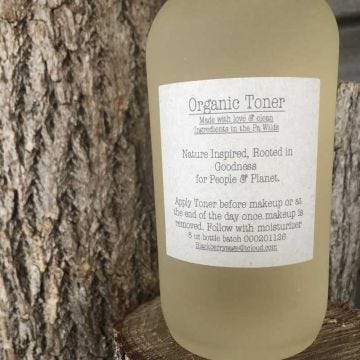 Organic Toner
Made with love & clean
Ingredients in the Pa Wilds
Nature Inspired, Rooted in
Goodness
for People & Planet.
Apply Toner before makeup or at
the end of the day once makeup is
removed. Follow with moisturizer
8 oz bottle batch 000201126